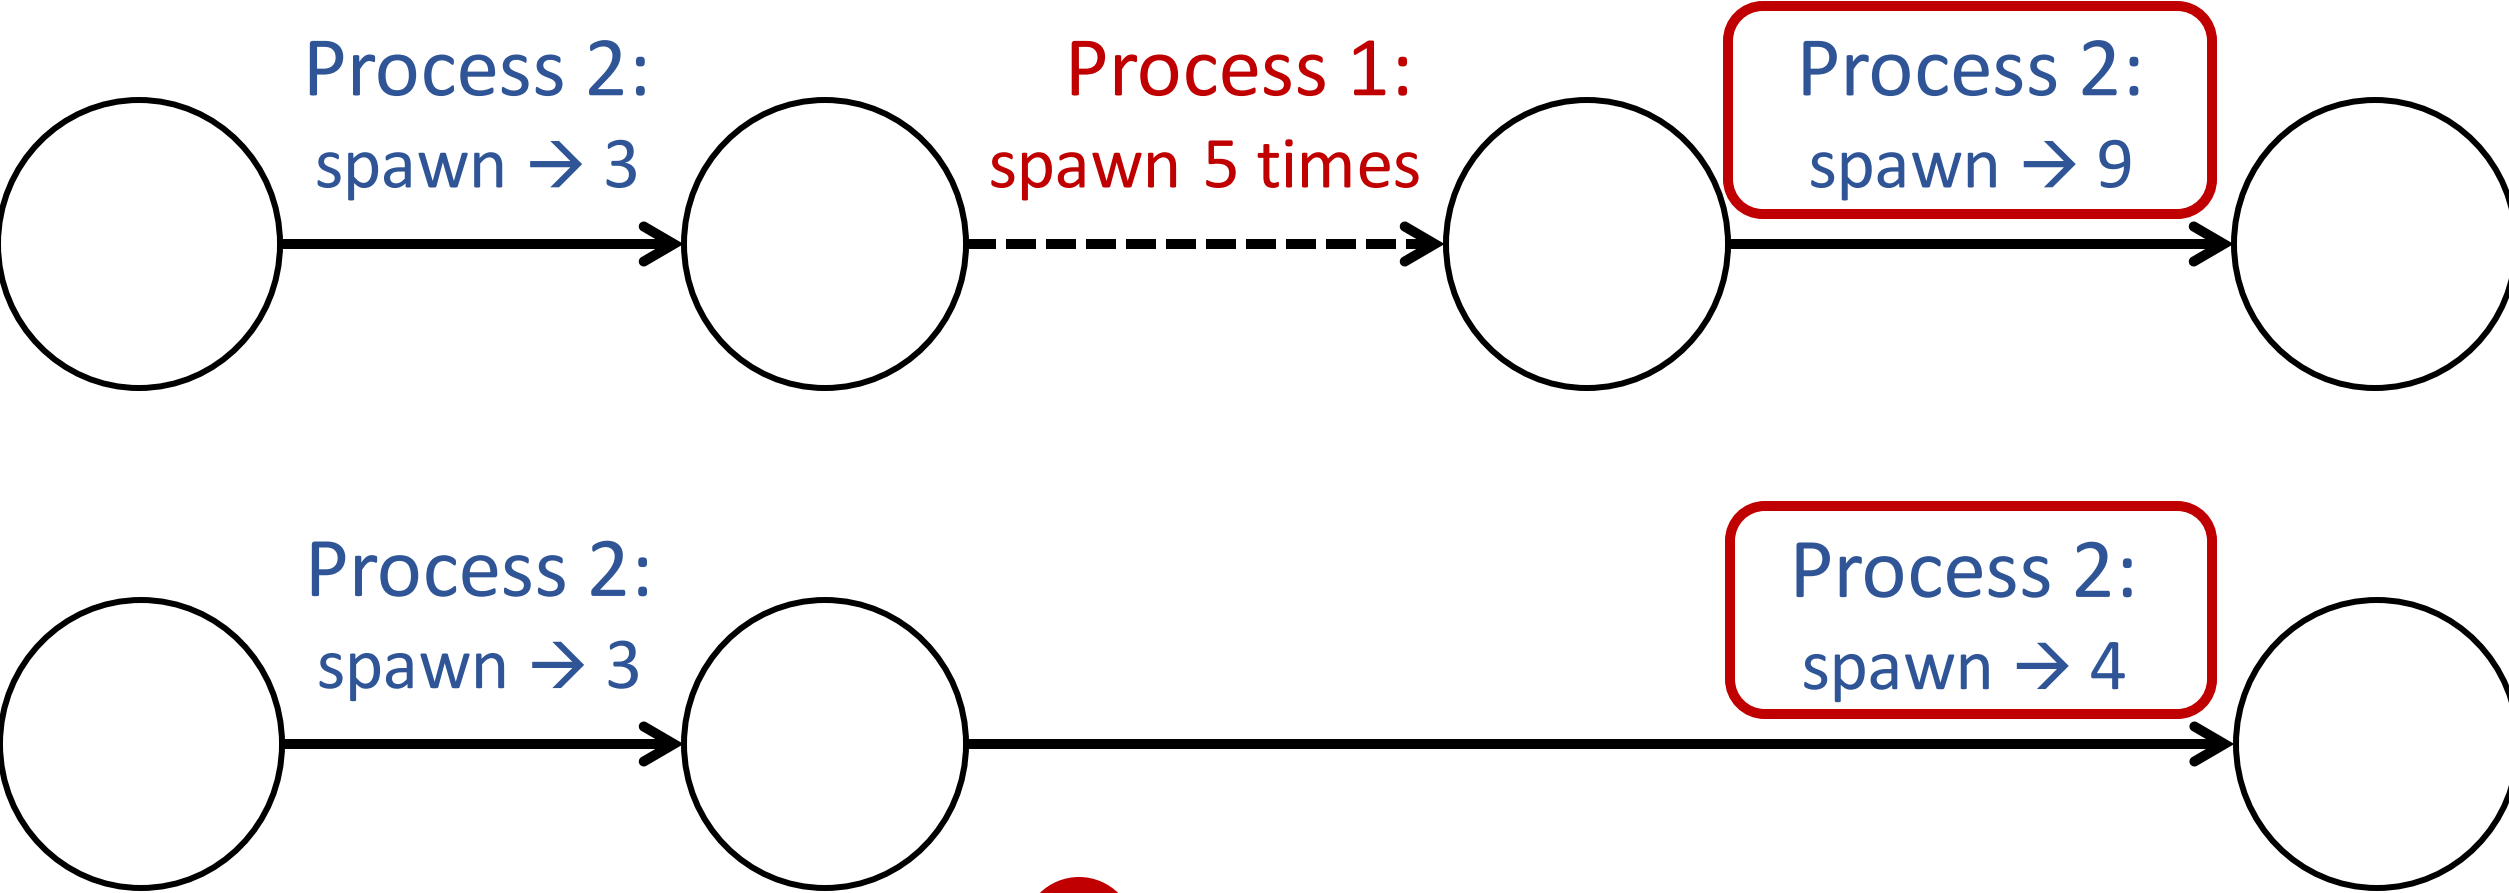 Process 2:
spawn → 3
Process 1:
spawn 5 times
Process 2:
spawn → 9
Process 2:
spawn → 3
Process 2:
spawn → 4